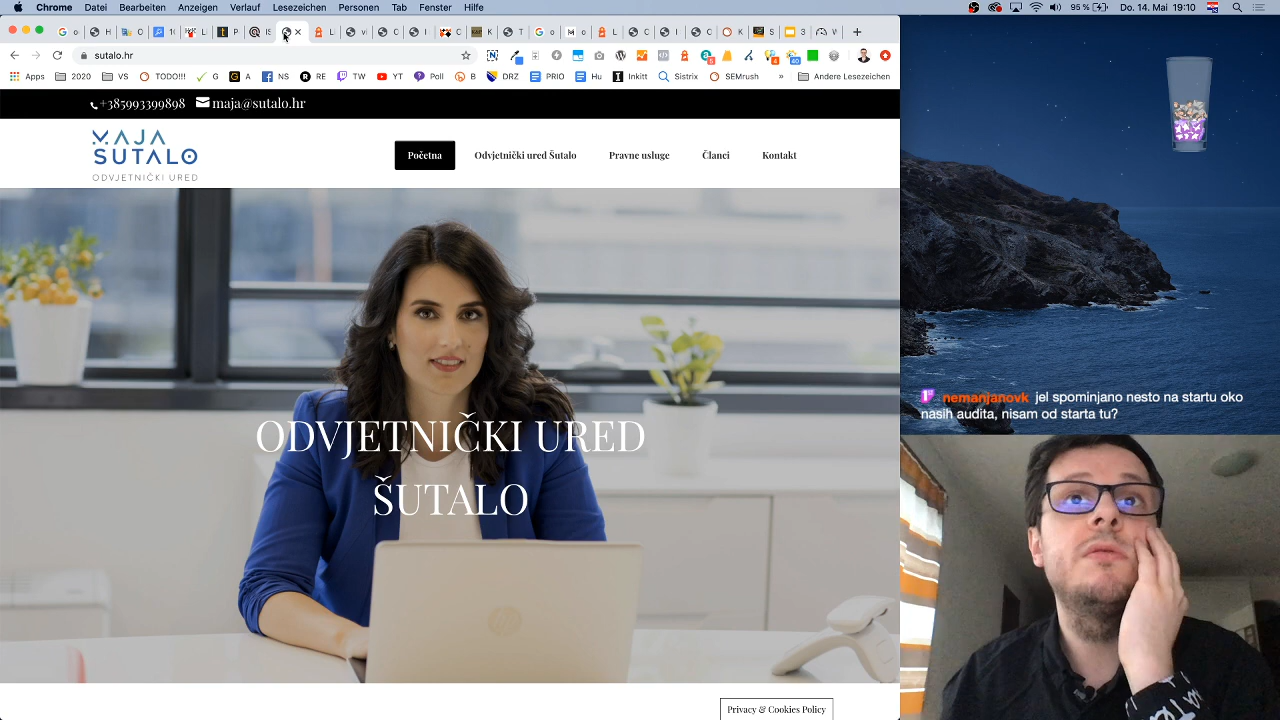 Chrome Datei Bearbeiten Anzeigen Verlauf Lesezeichen Personen Tab Fenster Hilfe
95 % Do. 14. Mai 19:10
sutalo.hr
Apps 2020 VS TODO!!! G A NS RE TW YT Poll B DRZ PRIO Hu Inkitt Sistrix SEMrush » Andere Lesezeichen
+385993399898 maja@sutalo.hr
MAJA
SUTALO
ODVJETNIČKI URED
Početna Odvjetnički ured Šutalo Pravne usluge Članci Kontakt
ODVJETNIČKI URED
ŠUTALO
Privacy & Cookies Policy
nemanjanovk jel spominjano nesto na startu oko
nasih audita, nisam od starta tu?